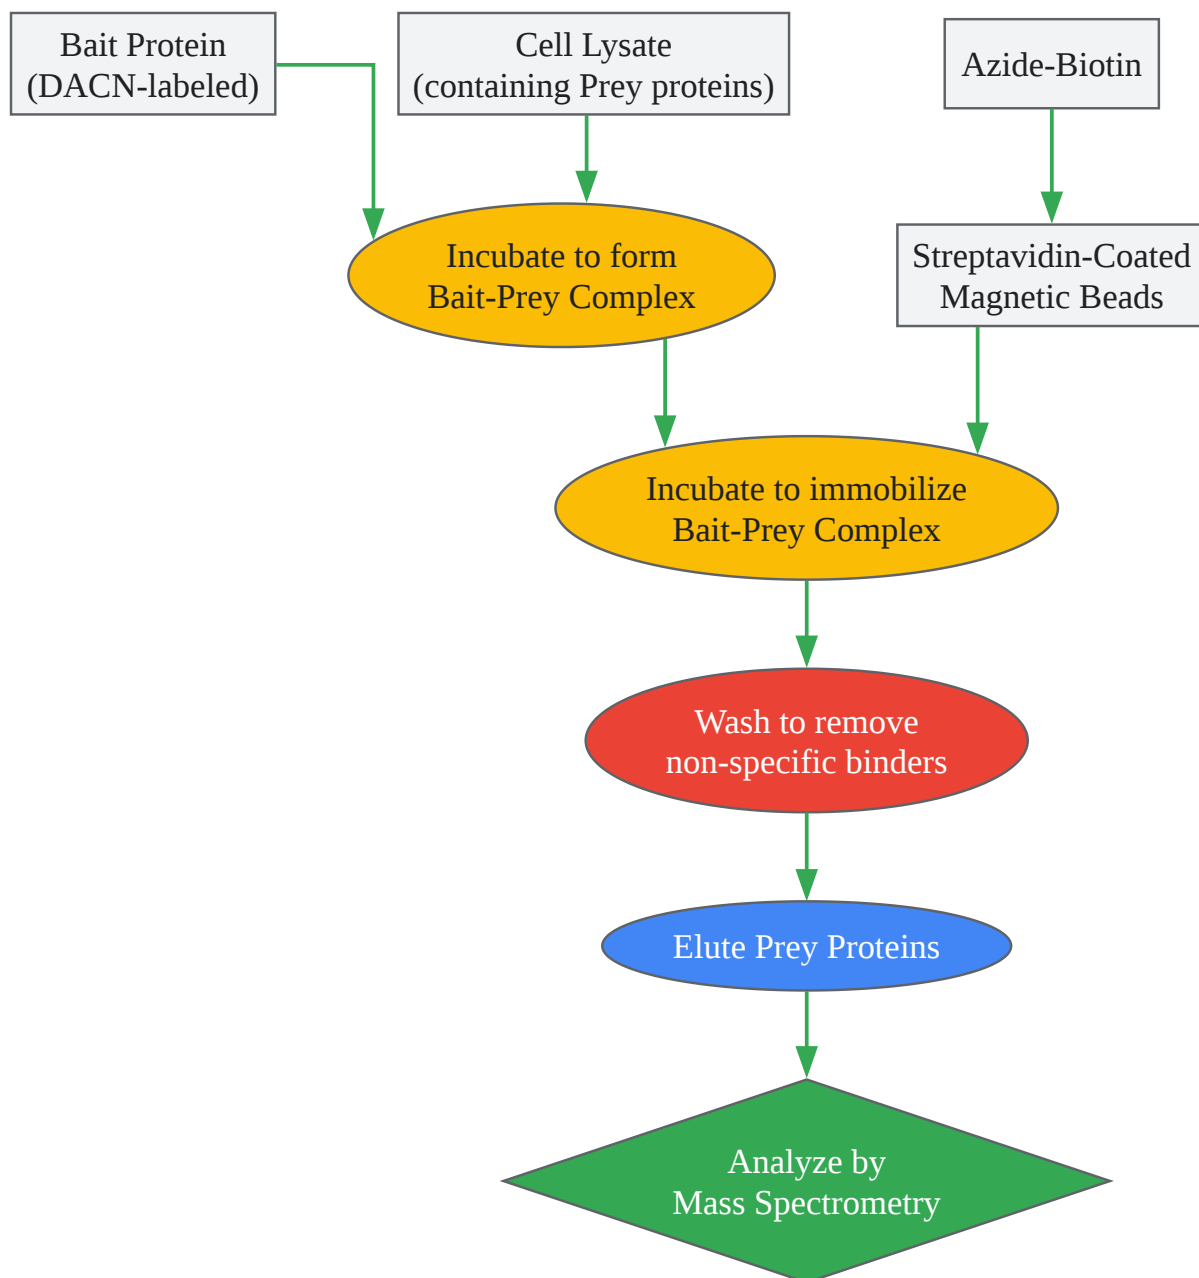 Bait Protein
(DACN-labeled)
Cell Lysate
(containing Prey proteins)
Azide-Biotin
Incubate to form
Bait-Prey Complex
Streptavidin-Coated
Magnetic Beads
Incubate to immobilize
Bait-Prey Complex
Wash to remove
non-specific binders
Elute Prey Proteins
Analyze by
Mass Spectrometry